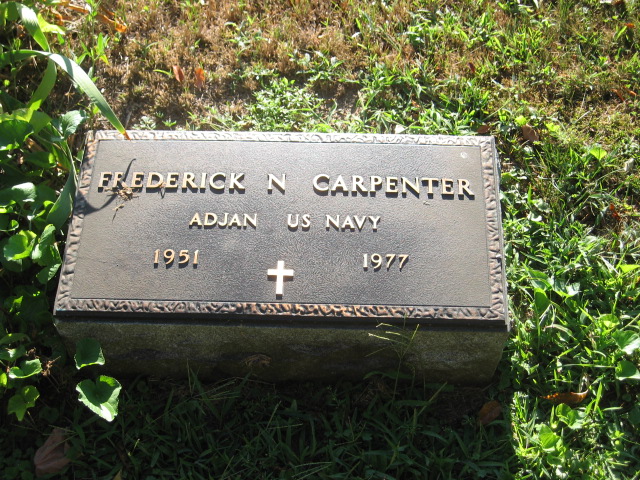 FREDERICK N CARPENTER
ADJAN US NAVY
1951 1977